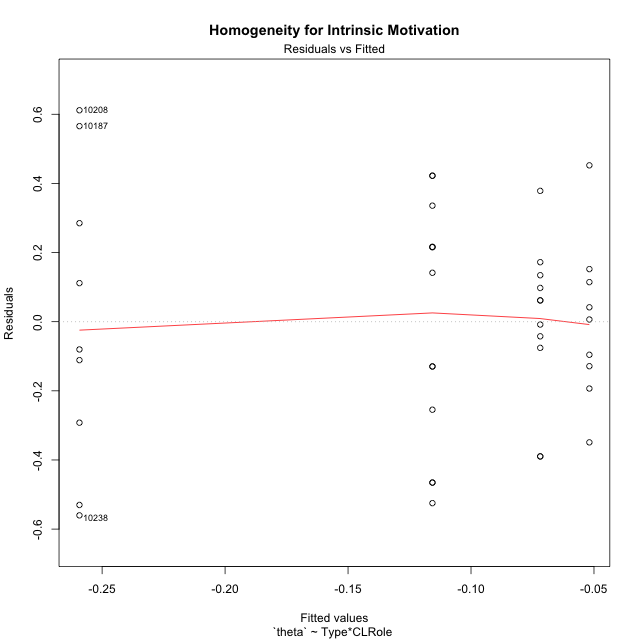 Homogeneity for Intrinsic Motivation
Residuals vs Fitted
Residuals
0.6
0.4
0.2
0.0
-0.2
-0.4
-0.6
10208
10187
10238
-0.25 -0.20 -0.15 -0.10 -0.05
Fitted values
`theta` ~ Type*CLRole